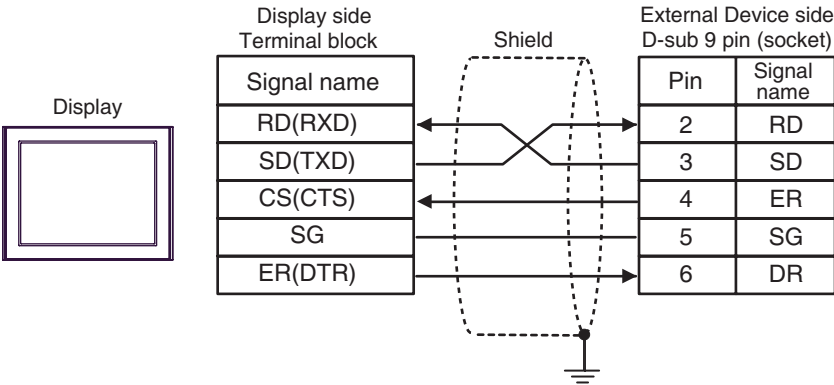 Display
Display side
Terminal block
Signal name
RD(RXD)
SD(TXD)
CS(CTS)
SG
ER(DTR)
Shield
External Device side
D-sub 9 pin (socket)
Pin Signal name
2 RD
3 SD
4 ER
5 SG
6 DR